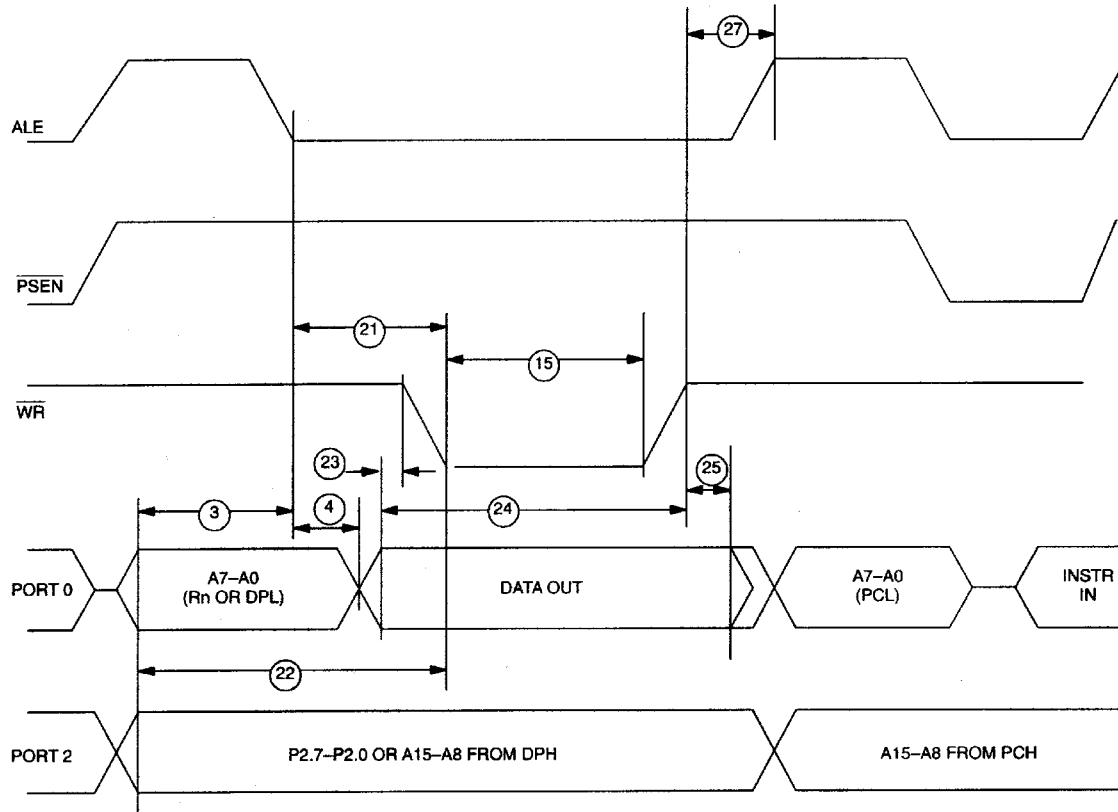 27
ALE
PSEN
21
15
WR
23
25
3
4
24
PORT 0
A7–A0
(Rn OR DPL)
DATA OUT
A7–A0
(PCL)
INSTR
IN
22
PORT 2
P2.7–P2.0 OR A15–A8 FROM DPH
A15–A8 FROM PCH